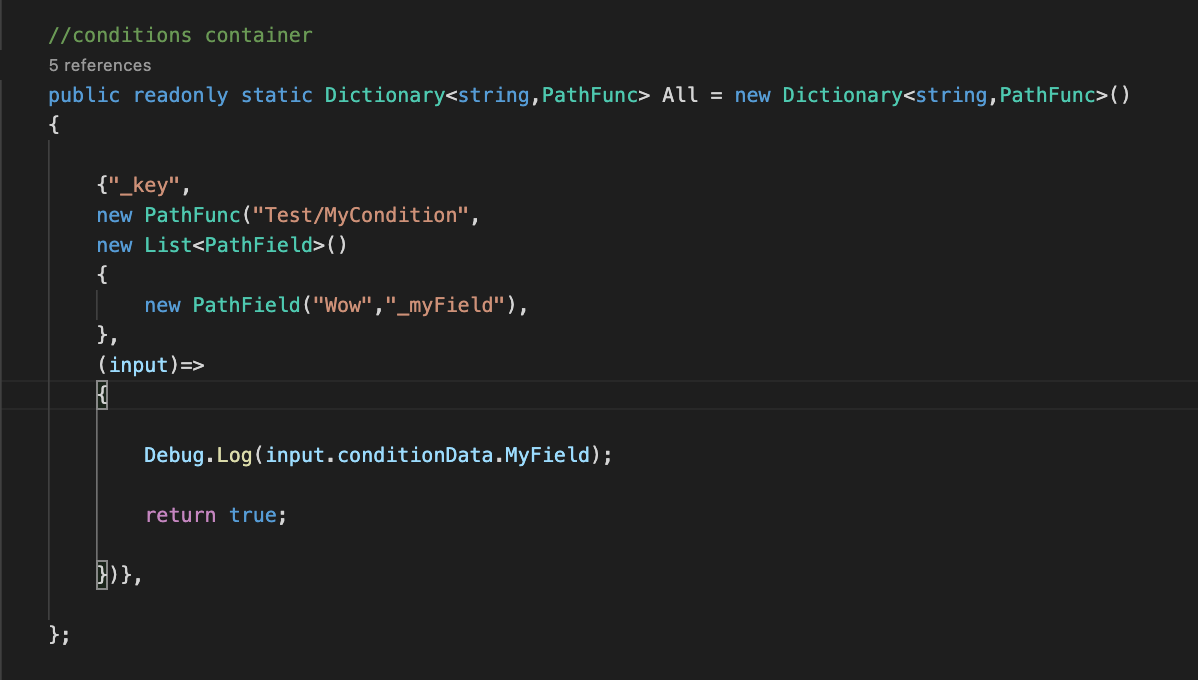 //conditions container
5 references
public readonly static Dictionary<string,PathFunc> All = new Dictionary<string,PathFunc>()
{
{"_key",
new PathFunc("Test/MyCondition",
new List<PathField>()
{
new PathField("Wow","_myField"),
},
(input)=>
{
Debug.Log(input.conditionData.MyField);
return true;
})},
};